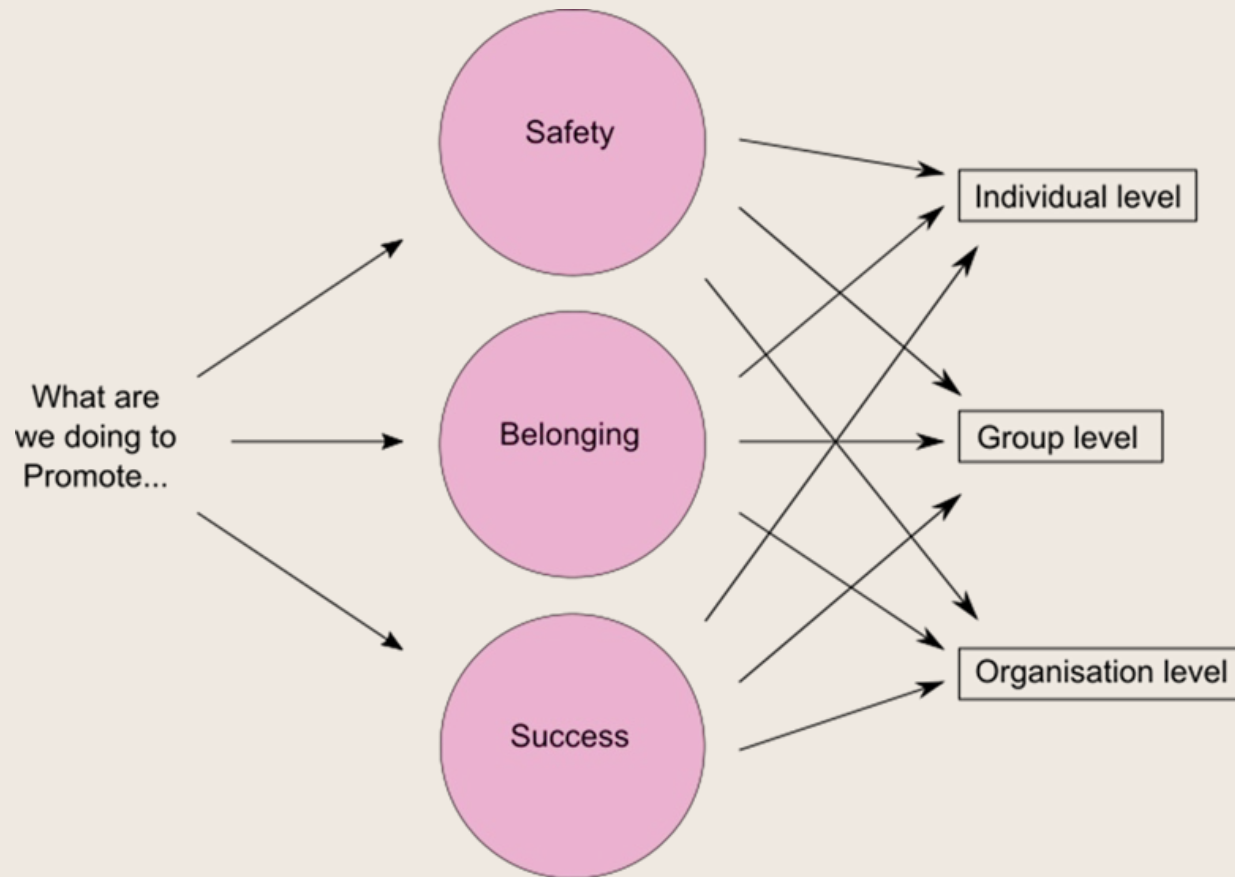 What are
we doing to
Promote...
Safety
Belonging
Success
Individual level
Group level
Organisation level